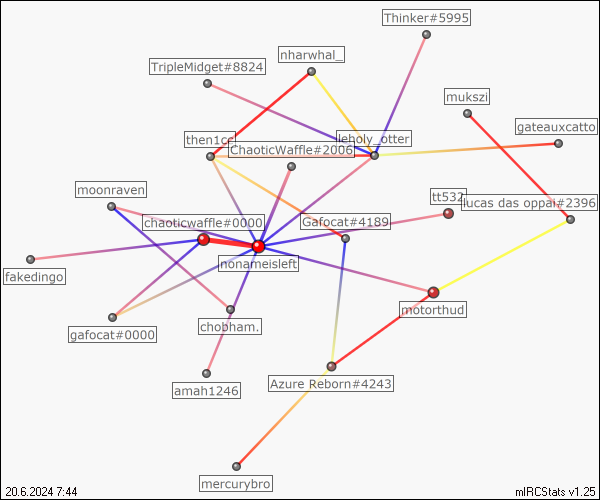 Thinker#5995
nharwhal_
TripleMidget#8824
mukszi
gateauxcatto
then1cc
leholy_otter
ChaoticWaffle#2006
moonraven
tt532
lucas das oppai#2396
chaoticwaffle#0000
Gafocat#4189
nonameisleft
fakedingo
motorthud
gafocat#0000
chobham.
amah1246
Azure Reborn#4243
mercurybro
20.6.2024 7:44
mIRCStats v1.25